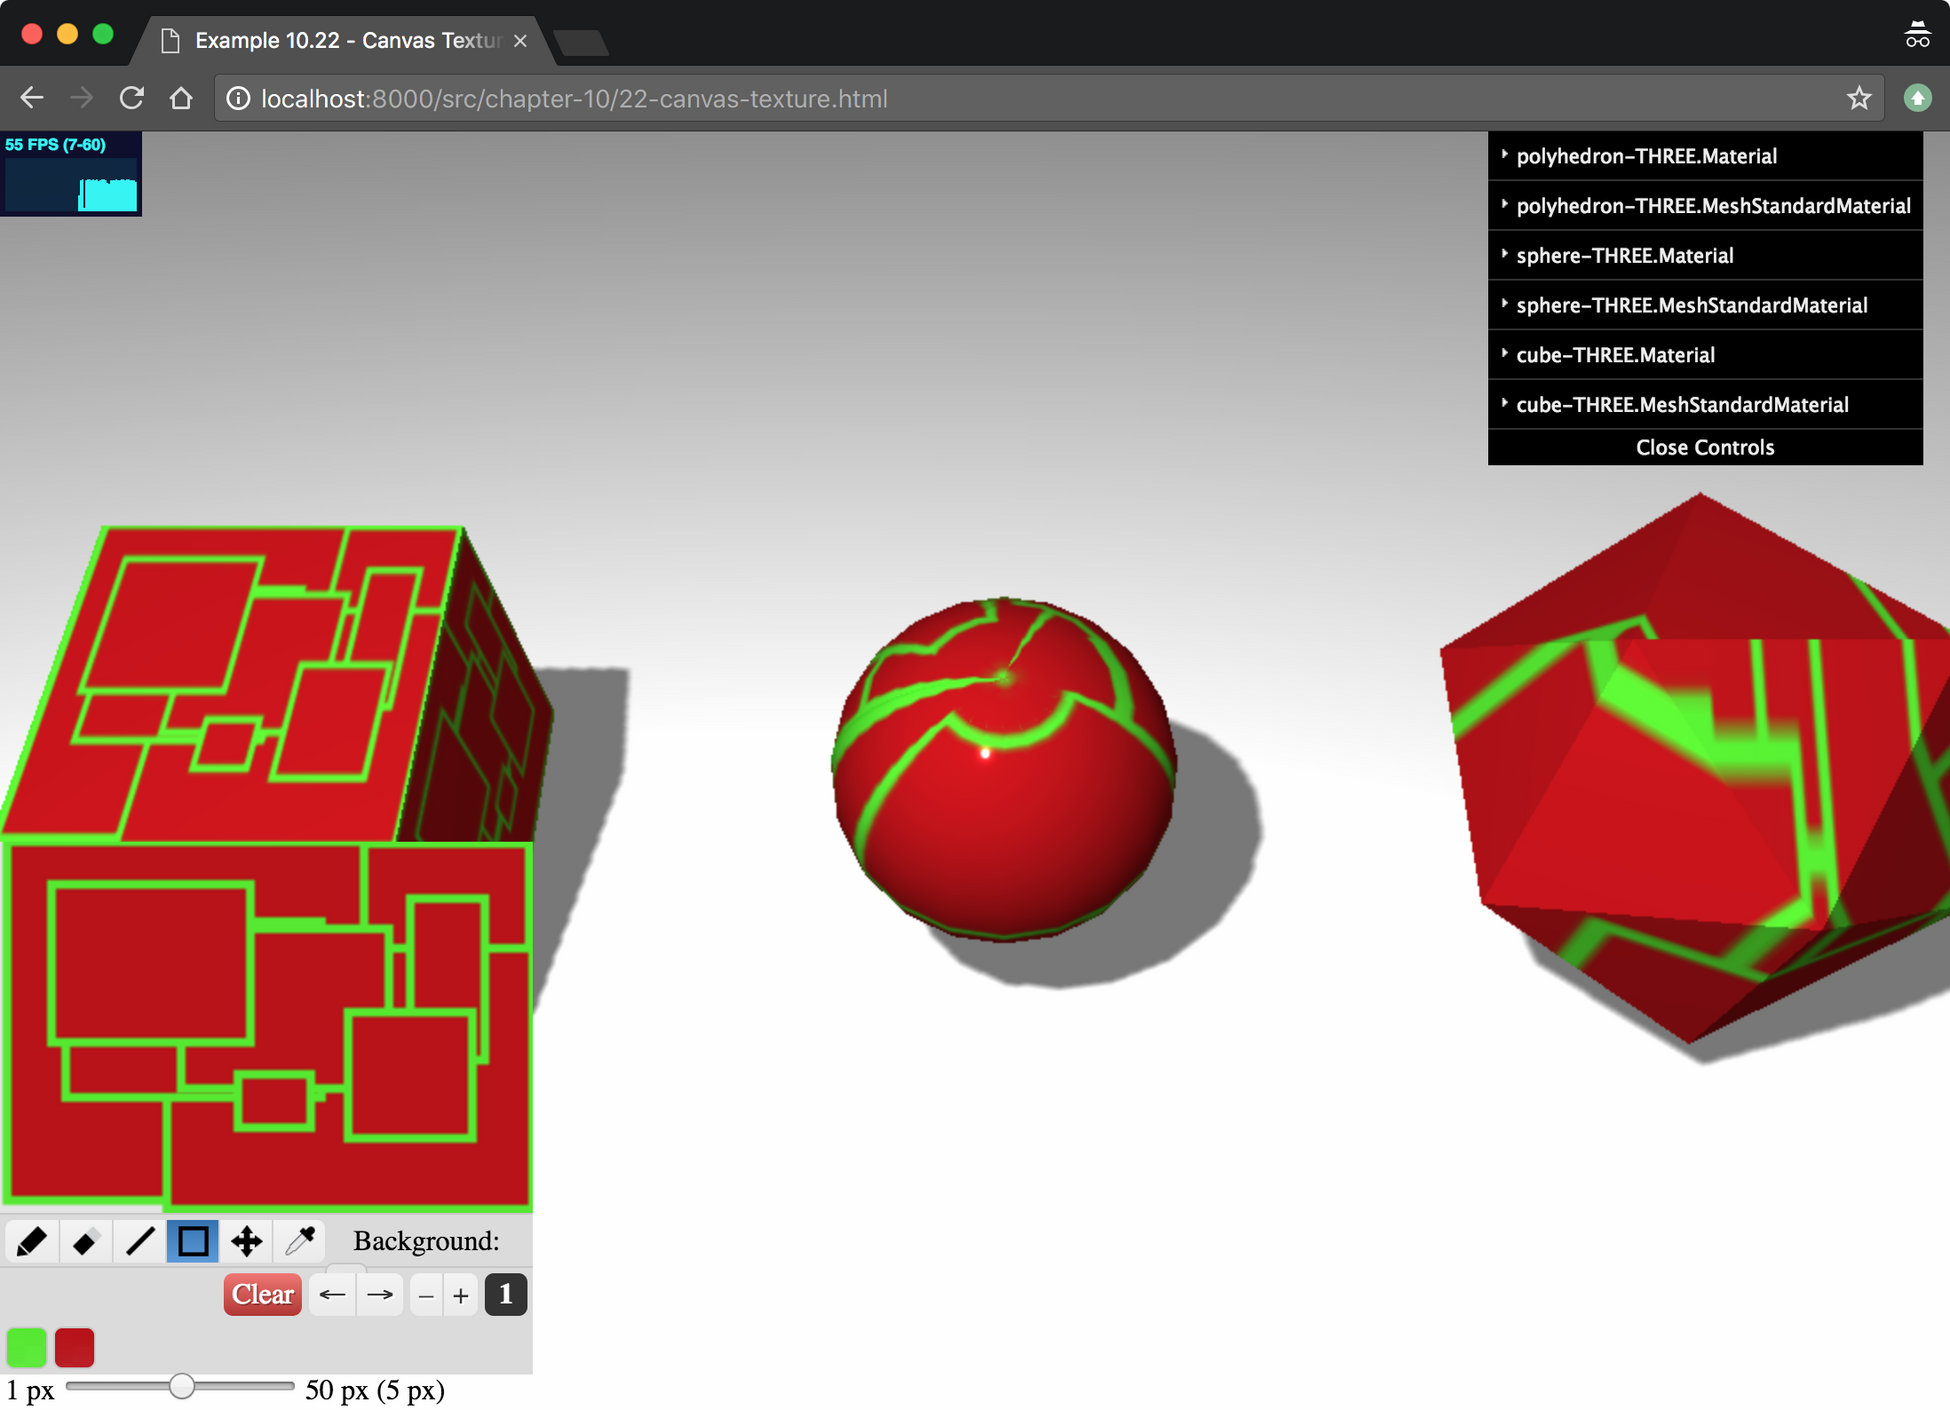 Example 10.22 - Canvas Textur
localhost:8000/src/chapter-10/22-canvas-texture.html
55 FPS (7-60)
polyhedron-THREE.Material
polyhedron-THREE.MeshStandardMaterial
sphere-THREE.Material
sphere-THREE.MeshStandardMaterial
cube-THREE.Material
cube-THREE.MeshStandardMaterial
Close Controls
Background:
Clear ← → − + 1
1 px 50 px (5 px)